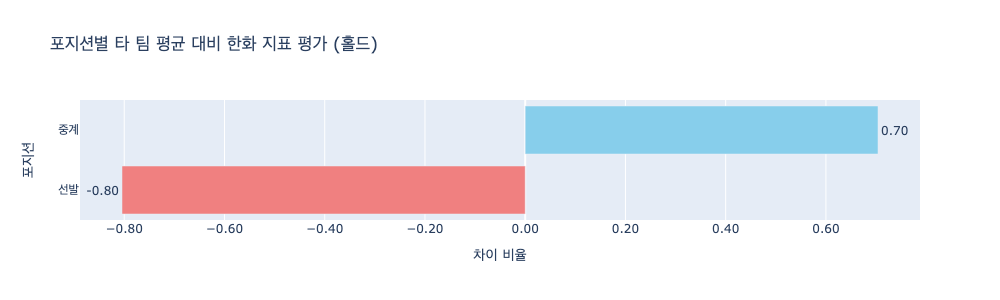 포지션별 타 팀 평균 대비 한화 지표 평가 (홀드)
포지션
중계
0.70
선발
-0.80
−0.80 −0.60 −0.40 −0.20 0.00 0.20 0.40 0.60
차이 비율